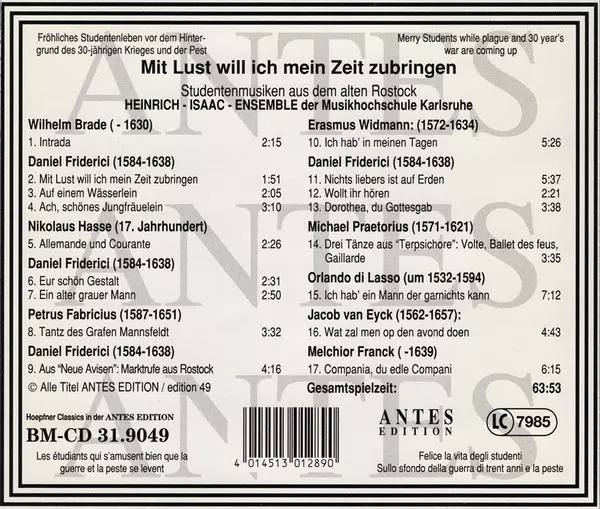 Fröhliches Studentenleben vor dem Hinter-
grund des 30-jährigen Krieges und der Pest
Merry Students while plague and 30 year's
war are coming up
Mit Lust will ich mein Zeit zubringen
Studentenmusiken aus dem alten Rostock
HEINRICH - ISAAC - ENSEMBLE der Musikhochschule Karlsruhe
Wilhelm Brade ( - 1630)
1. Intrada 2:15
Daniel Friderici (1584-1638)
2. Mit Lust will ich mein Zeit zubringen 1:51
3. Auf einem Wässerlein 2:05
4. Ach, schönes Jungfräuelein 3:10
Nikolaus Hasse (17. Jahrhundert)
5. Allemande und Courante 2:26
Daniel Friderici (1584-1638)
6. Eur schön Gestalt 2:31
7. Ein alter grauer Mann 2:50
Petrus Fabricius (1587-1651)
8. Tantz des Grafen Mannsfeldt 3:32
Daniel Friderici (1584-1638)
9. Aus "Neue Avisen": Marktrufe aus Rostock 4:16
© Alle Titel ANTES EDITION / edition 49
Erasmus Widmann: (1572-1634)
10. Ich hab' in meinen Tagen 5:26
Daniel Friderici (1584-1638)
11. Nichts liebers ist auf Erden 5:37
12. Wollt ihr hören 2:21
13. Dorothea, du Gottesgab 3:38
Michael Praetorius (1571-1621)
14. Drei Tänze aus "Terpsichore": Volte, Ballet des feus,
Gaillarde 3:35
Orlando di Lasso (um 1532-1594)
15. Ich hab' ein Mann der garnichts kann 7:12
Jacob van Eyck (1562-1657):
16. Wat zal men op den avond doen 4:43
Melchior Franck ( -1639)
17. Compania, du edle Compani 6:15
Gesamtspielzeit: 63:53
Hoepfner Classics in der ANTES EDITION
BM-CD 31.9049
Les étudiants qui s'amusent bien que la
guerre et la peste se levent
4 014513 012890
ANTES
EDITION
LC 7985
Felice la vita degli studenti
Sullo sfondo della guerra di trent anni e la peste
ANTES
ANTES
ANTES
ANTES